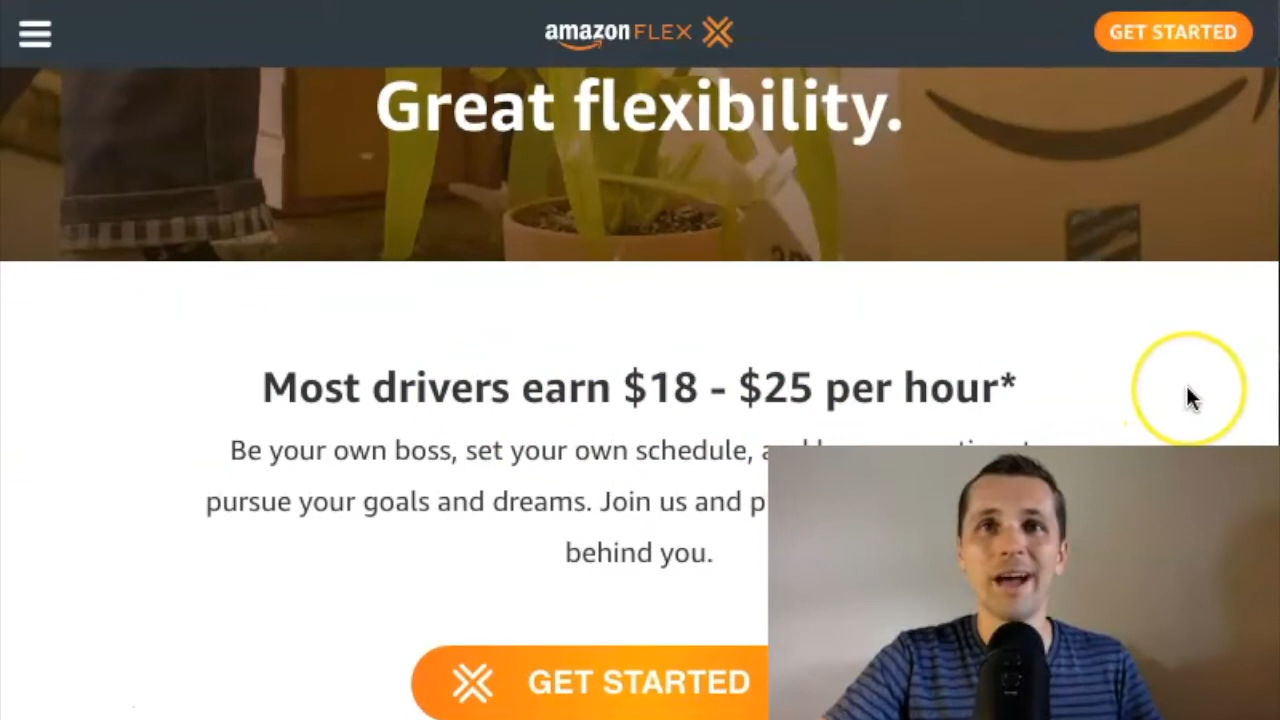 amazon FLEX
GET STARTED
Great flexibility.
Most drivers earn $18 - $25 per hour*
Be your own boss, set your own schedule,
pursue your goals and dreams. Join us and
behind you.
GET STARTED